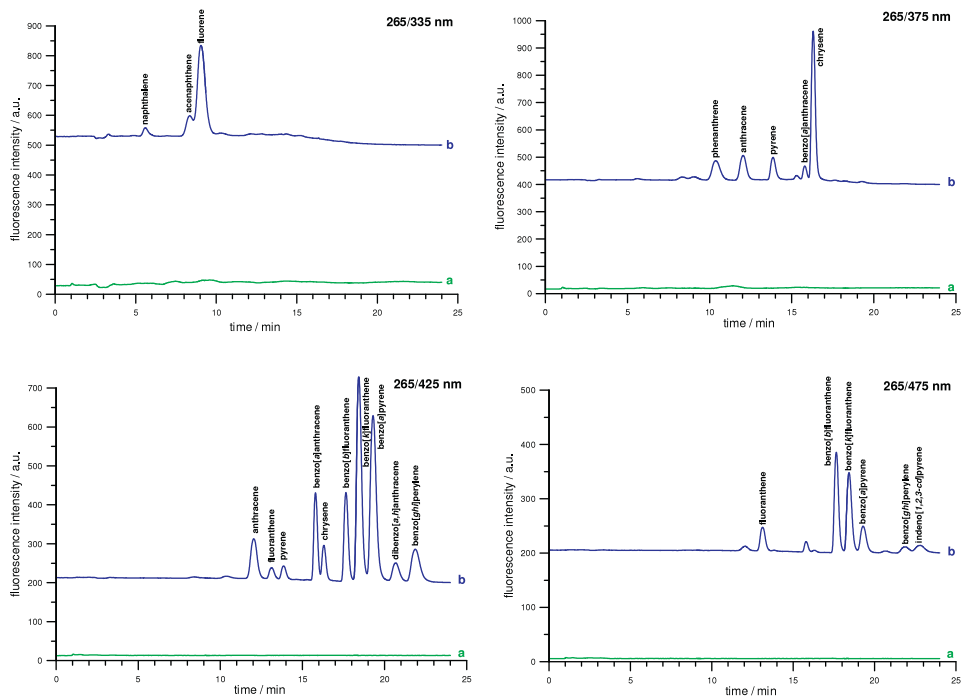 265/335 nm
fluorescence intensity / a.u.
900
800
700
600
500
400
300
200
100
0
naphthalene
acenaphthene
fluorene
b
a
0
5
10
15
20
25
time / min
265/375 nm
fluorescence intensity / a.u.
1000
900
800
700
600
500
400
300
200
100
0
phenanthrene
anthracene
pyrene
benzo[a]anthracene
chrysene
b
a
0
5
10
15
20
25
time / min
265/425 nm
fluorescence intensity / a.u.
700
600
500
400
300
200
100
0
anthracene
fluoranthene
pyrene
benzo[a]anthracene
chrysene
benzo[b]fluoranthene
benzo[k]fluoranthene
benzo[a]pyrene
dibenzo[a,h]anthracene
benzo[ghi]perylene
b
a
0
5
10
15
20
25
time / min
265/475 nm
fluorescence intensity / a.u.
500
400
300
200
100
0
fluoranthene
benzo[b]fluoranthene
benzo[k]fluoranthene
benzo[a]pyrene
benzo[ghi]perylene
indeno[1,2,3-cd]pyrene
b
a
0
5
10
15
20
25
time / min